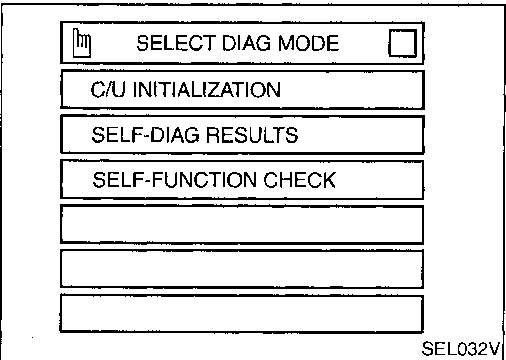 SELECT DIAG MODE
C/U INITIALIZATION
SELF-DIAG RESULTS
SELF-FUNCTION CHECK
SEL032V